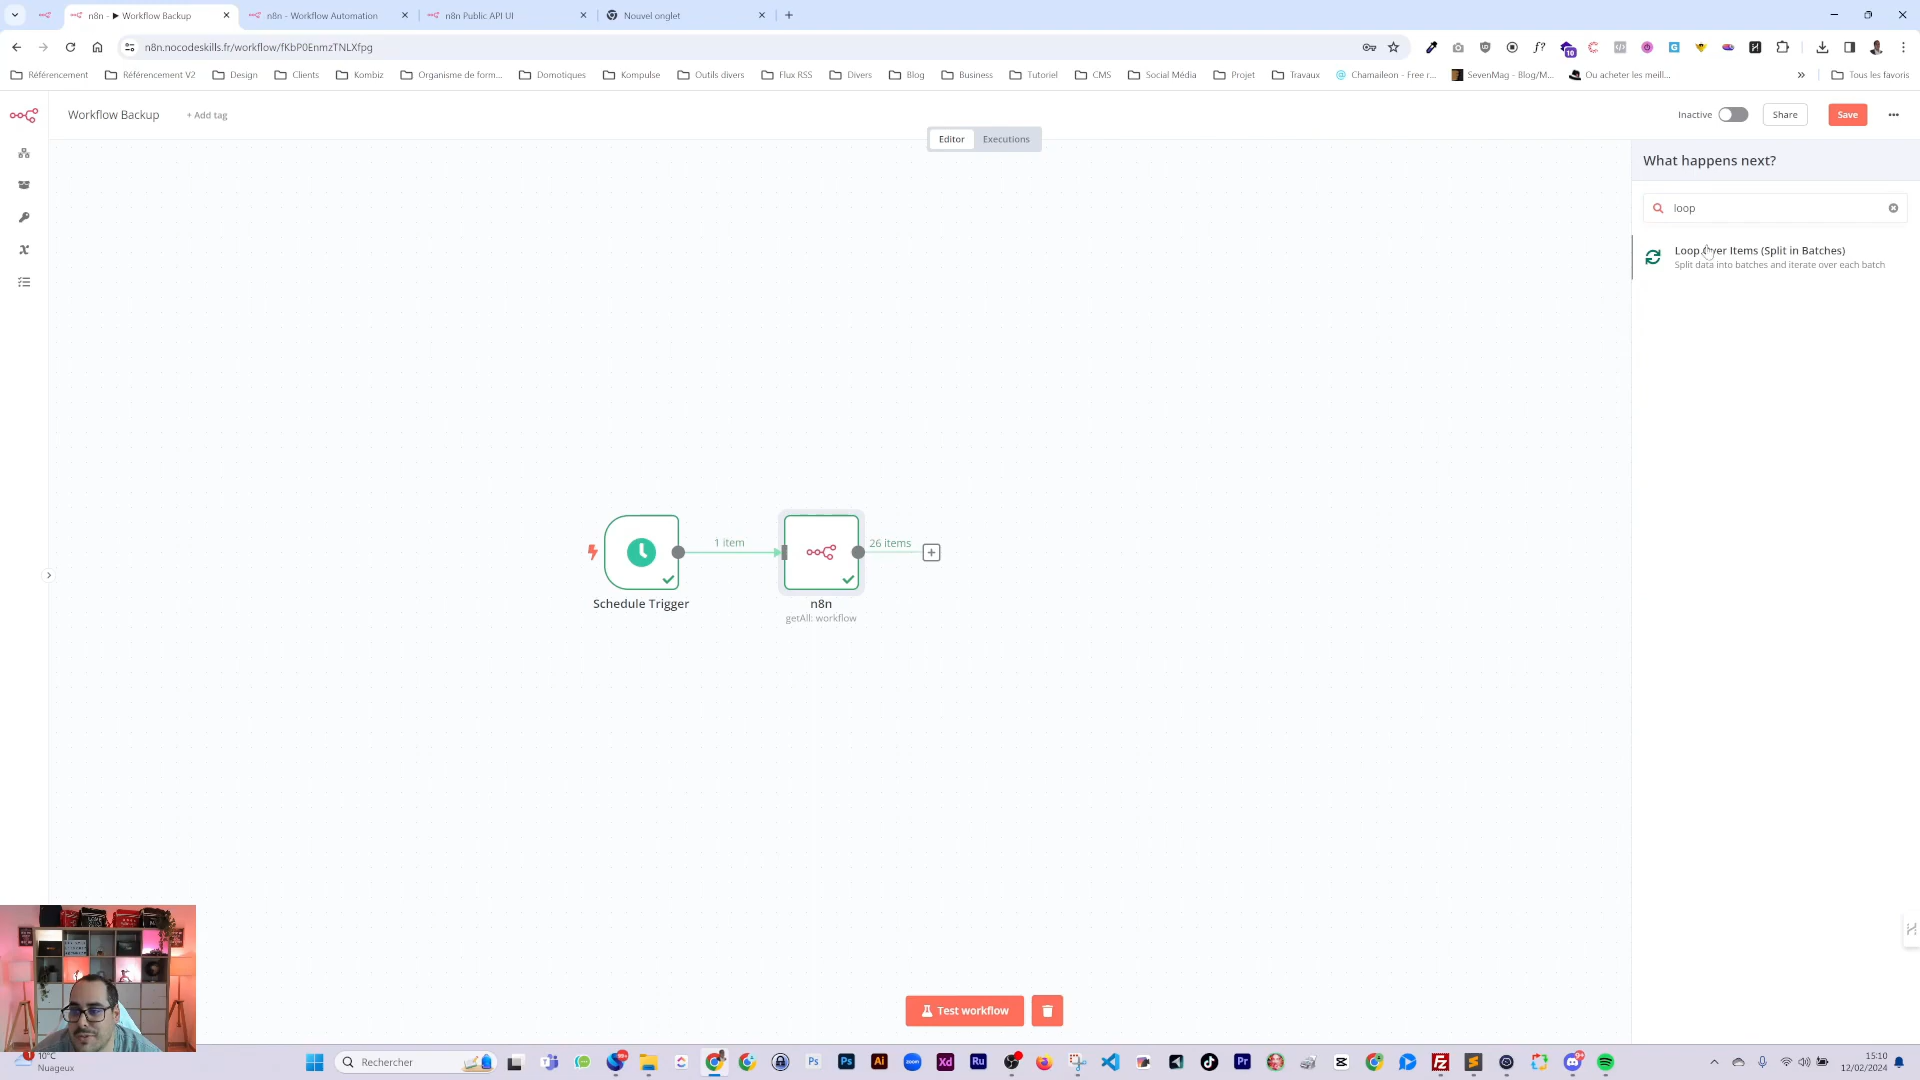 n8n - ▶ Workflow Backup
n8n - Workflow Automation
n8n Public API UI
Nouvel onglet
n8n.nocodeskills.fr/workflow/fKbP0EnmzTNLXfpg
Référencement
Référencement V2
Design
Clients
Kombiz
Organisme de form...
Domotiques
Kompulse
Outils divers
Flux RSS
Divers
Blog
Business
Tutoriel
CMS
Social Média
Projet
Travaux
Chamaileon - Free r...
SevenMag - Blog/M...
Ou acheter les meill...
Tous les favoris
Workflow Backup
+ Add tag
Inactive
Share
Save
Editor
Executions
What happens next?
loop
Loop Over Items (Split in Batches)
Split data into batches and iterate over each batch
1 item
26 items
Schedule Trigger
n8n
getAll: workflow
Test workflow
10°C
Nuageux
Rechercher
15:10
12/02/2024